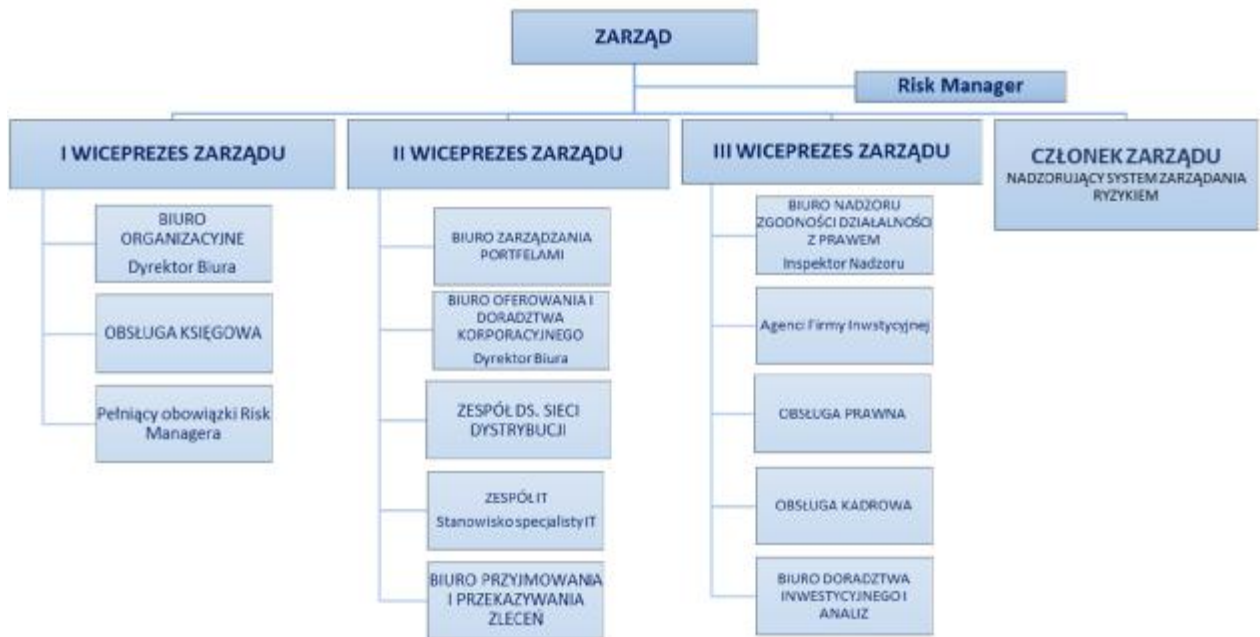 ZARZĄD
Risk Manager
I WICEPREZES ZARZĄDU
BIURO
ORGANIZACYJNE
Dyrektor Biura
OBSŁUGA KSIĘGOWA
Pełniący obowiązki Risk
Managera
II WICEPREZES ZARZĄDU
BIURO ZARZĄDZANIA
PORTFELAMI
BIURO OFEROWANIA I
DORADZTWA
KORPORACYJNEGO
Dyrektor Biura
ZESPÓŁ DS. SIECI
DYSTRYBUCJI
ZESPÓŁ IT
Stanowisko specjalisty IT
BIURO PRZYJMOWANIA
I PRZEKAZYWANIA
ZLECEŃ
III WICEPREZES ZARZĄDU
BIURO NADZORU
ZGODNOŚCI DZIAŁALNOŚCI
Z PRAWEM
Inspektor Nadzoru
Agenci Firmy Inwstycyjnej
OBSŁUGA PRAWNA
OBSŁUGA KADROWA
BIURO DORADZTWA
INWESTYCYJNEGO I
ANALIZ
CZŁONEK ZARZĄDU
NADZORUJĄCY SYSTEM ZARZĄDANIA
RYZYKIEM